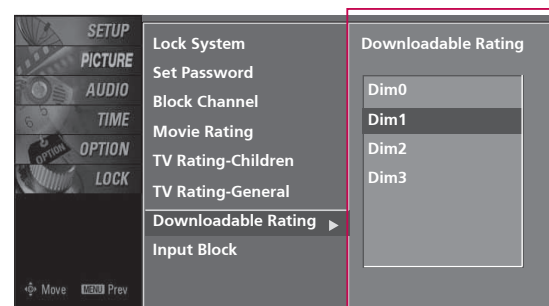 SETUP
PICTURE
AUDIO
TIME
OPTION
LOCK
Move MENU Prev
Lock System
Set Password
Block Channel
Movie Rating
TV Rating-Children
TV Rating-General
Downloadable Rating
Input Block
Downloadable Rating
Dim0
Dim1
Dim2
Dim3